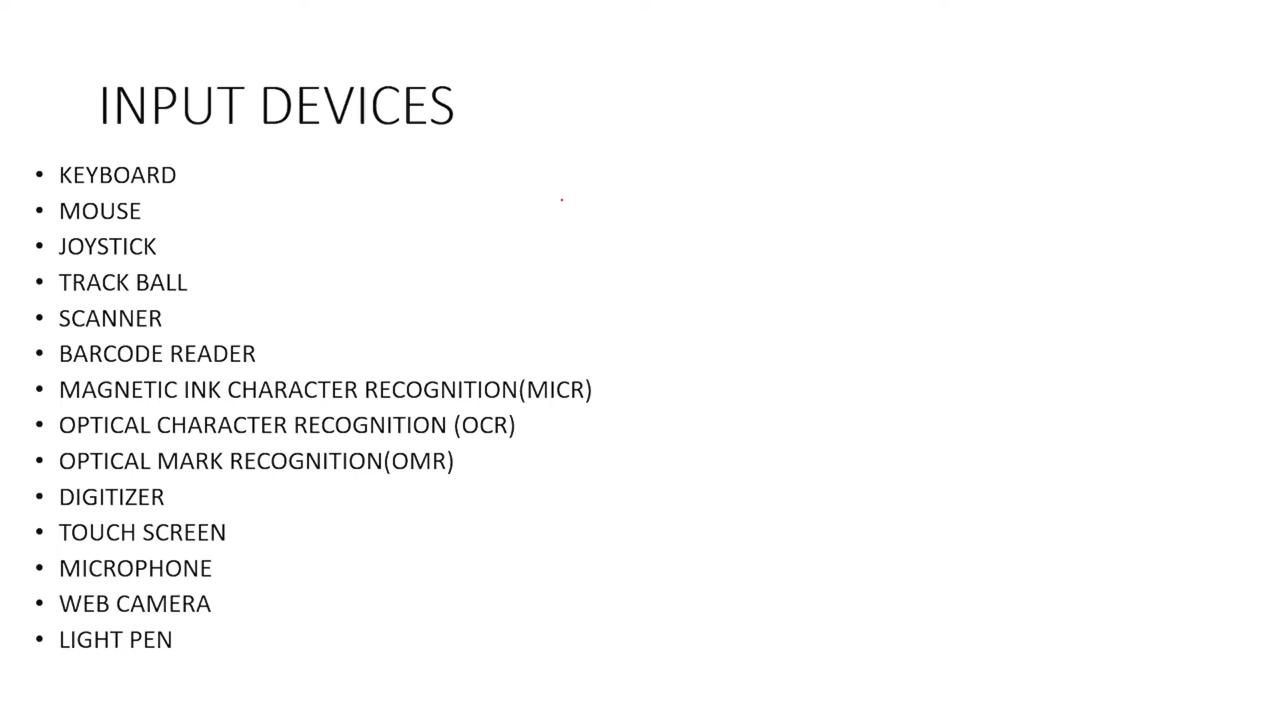 INPUT DEVICES
• KEYBOARD
• MOUSE
• JOYSTICK
• TRACK BALL
• SCANNER
• BARCODE READER
• MAGNETIC INK CHARACTER RECOGNITION(MICR)
• OPTICAL CHARACTER RECOGNITION (OCR)
• OPTICAL MARK RECOGNITION(OMR)
• DIGITIZER
• TOUCH SCREEN
• MICROPHONE
• WEB CAMERA
• LIGHT PEN